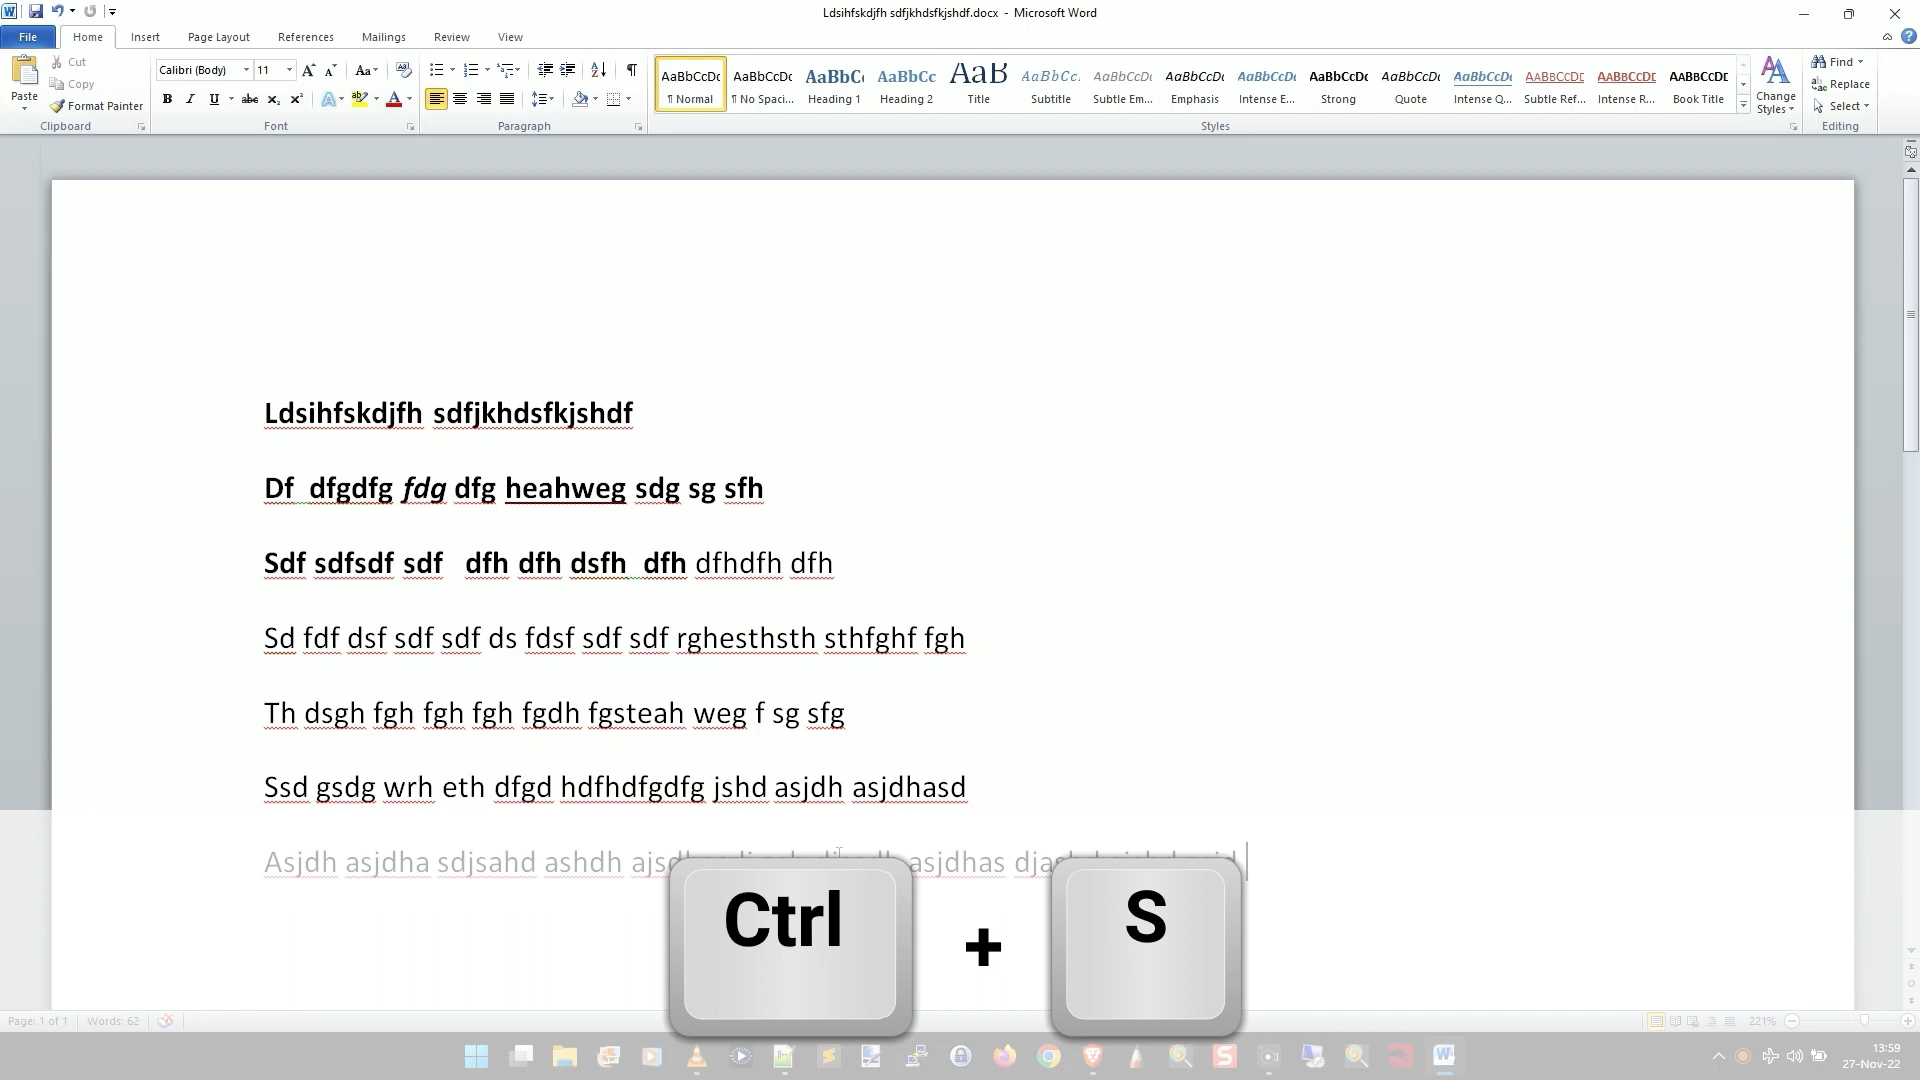 Ldsihfskdjfh sdfjkhdsfkjshdf.docx - Microsoft Word
File Home Insert Page Layout References Mailings Review View
Paste
Cut
Copy
Format Painter
Clipboard
Calibri (Body) 11
Font
Paragraph
AaBbCcDc AaBbCcDc AaBbC AaBbCc AaB AaBbCc. AaBbCcDc AaBbCcDc AaBbCcDc AaBbCcDc AaBbCcDc AaBbCcDc AABBCCDE AABBCCDE AABBCCDE
¶ Normal ¶ No Spaci... Heading 1 Heading 2 Title Subtitle Subtle Em... Emphasis Intense E... Strong Quote Intense Q... Subtle Ref... Intense R... Book Title
Styles
Change Styles
Find
Replace
Select
Editing
Ldsihfskdjfh sdfjkhdsfkjshdf
Df dfgdfg fdg dfg heahweg sdg sg sfh
Sdf sdfsdf sdf dfh dfh dsfh dfh dfhdfh dfh
Sd fdf dsf sdf sdf ds fdsf sdf sdf rghesthsth sthfghf fgh
Th dsgh fgh fgh fgh fgdh fgsteah weg f sg sfg
Ssd gsdg wrh eth dfgd hdfhdfgdfg jshd asjdh asjdhasd
Asjdh asjdha sdjsahd ashdh asjdhas
Ctrl + S
Page: 1 of 1 Words: 62
221%
13:59
27-Nov-22